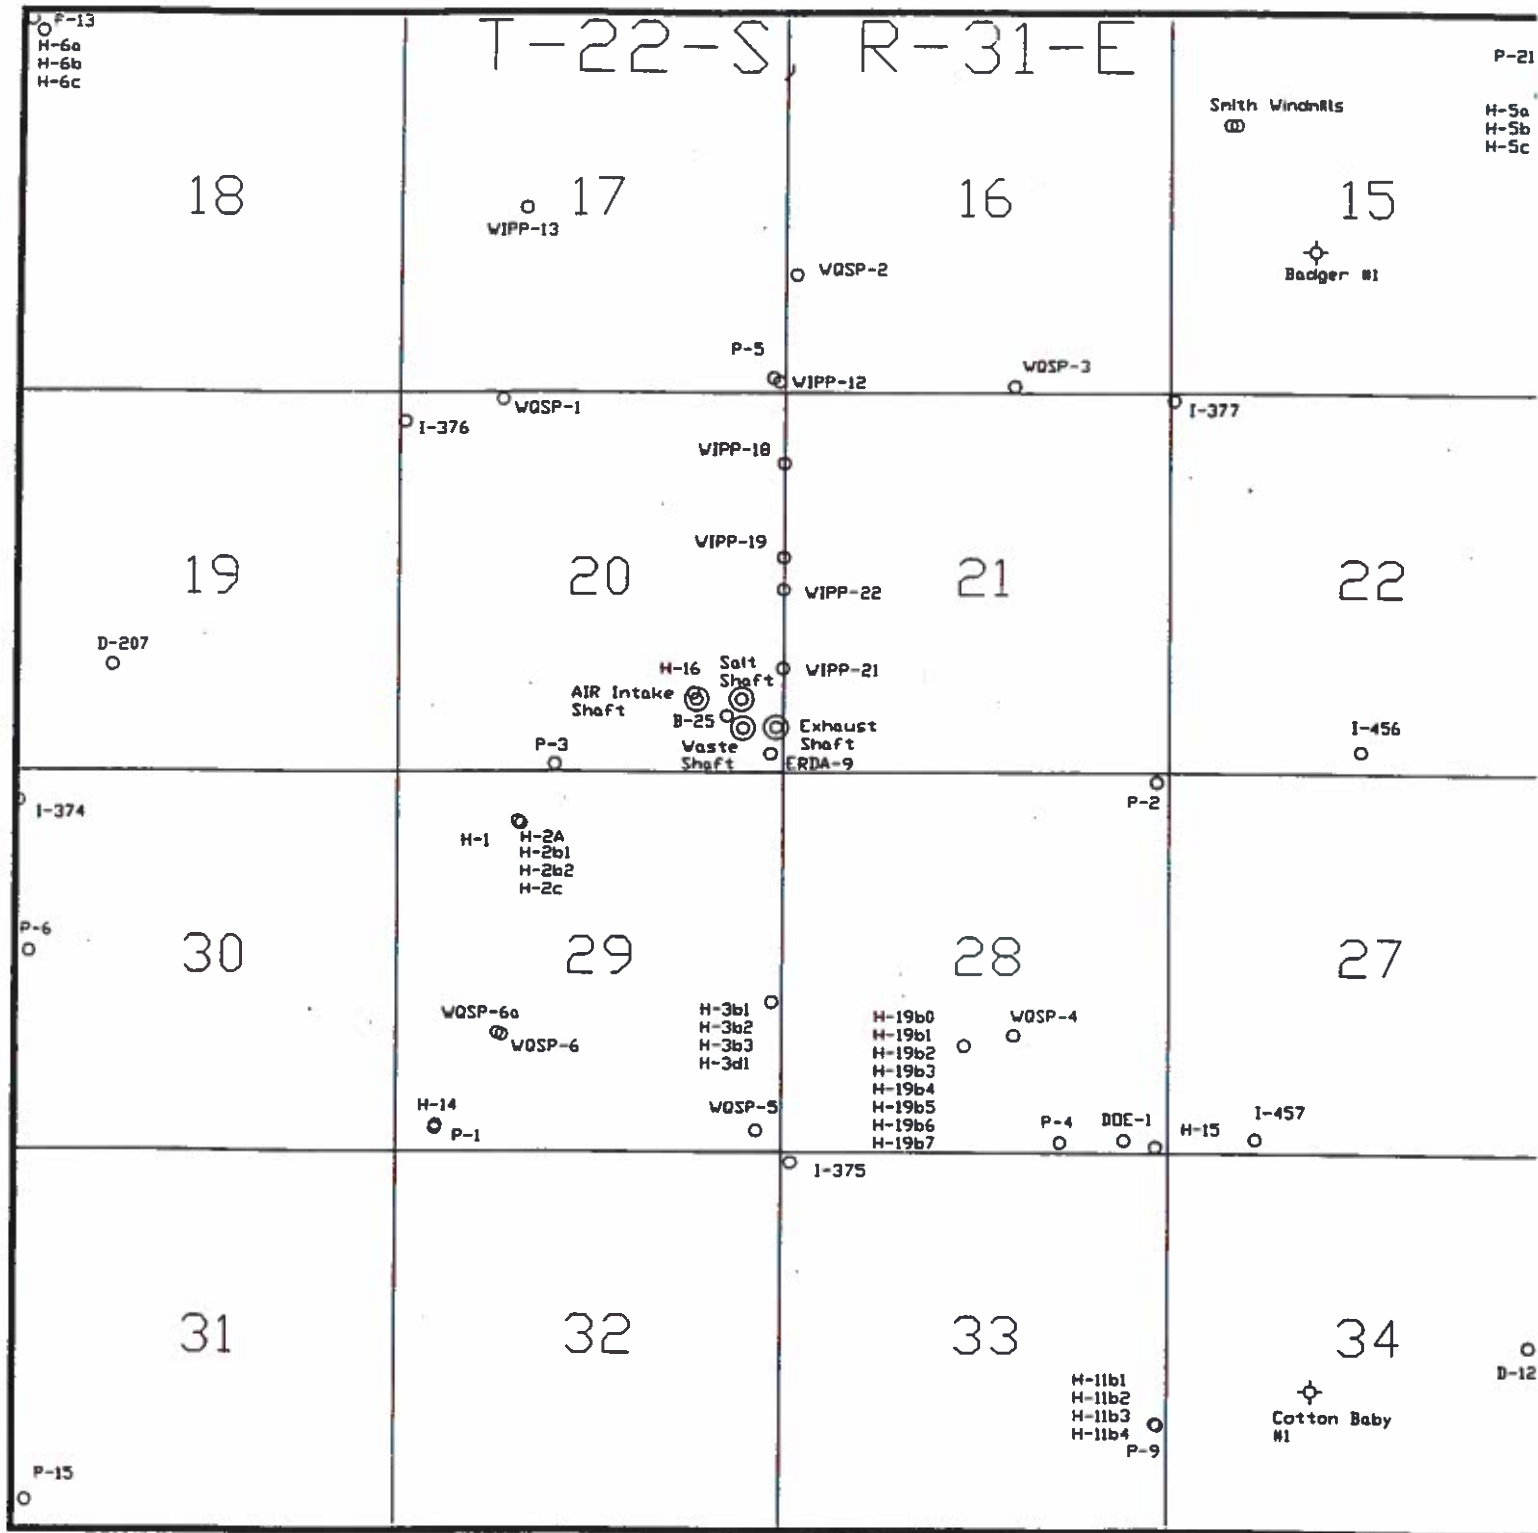 T-22-S, R-31-E
P-13
H-6a
H-6b
H-6c
P-21
H-5a
H-5b
H-5c
Smith Windmills
18
17
16
15
WIPP-13
WQSP-2
Badger #1
P-5
WIPP-12
WQSP-3
WQSP-1
I-376
I-377
WIPP-18
WIPP-19
19
20
21
22
WIPP-22
D-207
H-16
Salt
Shaft
WIPP-21
AIR Intake
Shaft
B-25
Exhaust
Shaft
Waste
Shaft
ERDA-9
P-3
I-456
P-2
I-374
H-1
H-2A
H-2b1
H-2b2
H-2c
P-6
30
29
28
27
WQSP-6a
WQSP-6
H-3b1
H-3b2
H-3b3
H-3d1
H-19b0
H-19b1
H-19b2
H-19b3
H-19b4
H-19b5
H-19b6
H-19b7
WQSP-4
H-14
P-1
WQSP-5
P-4
DOE-1
H-15
I-457
I-375
31
32
33
34
D-12
H-11b1
H-11b2
H-11b3
H-11b4
P-9
Cotton Baby
#1
P-15